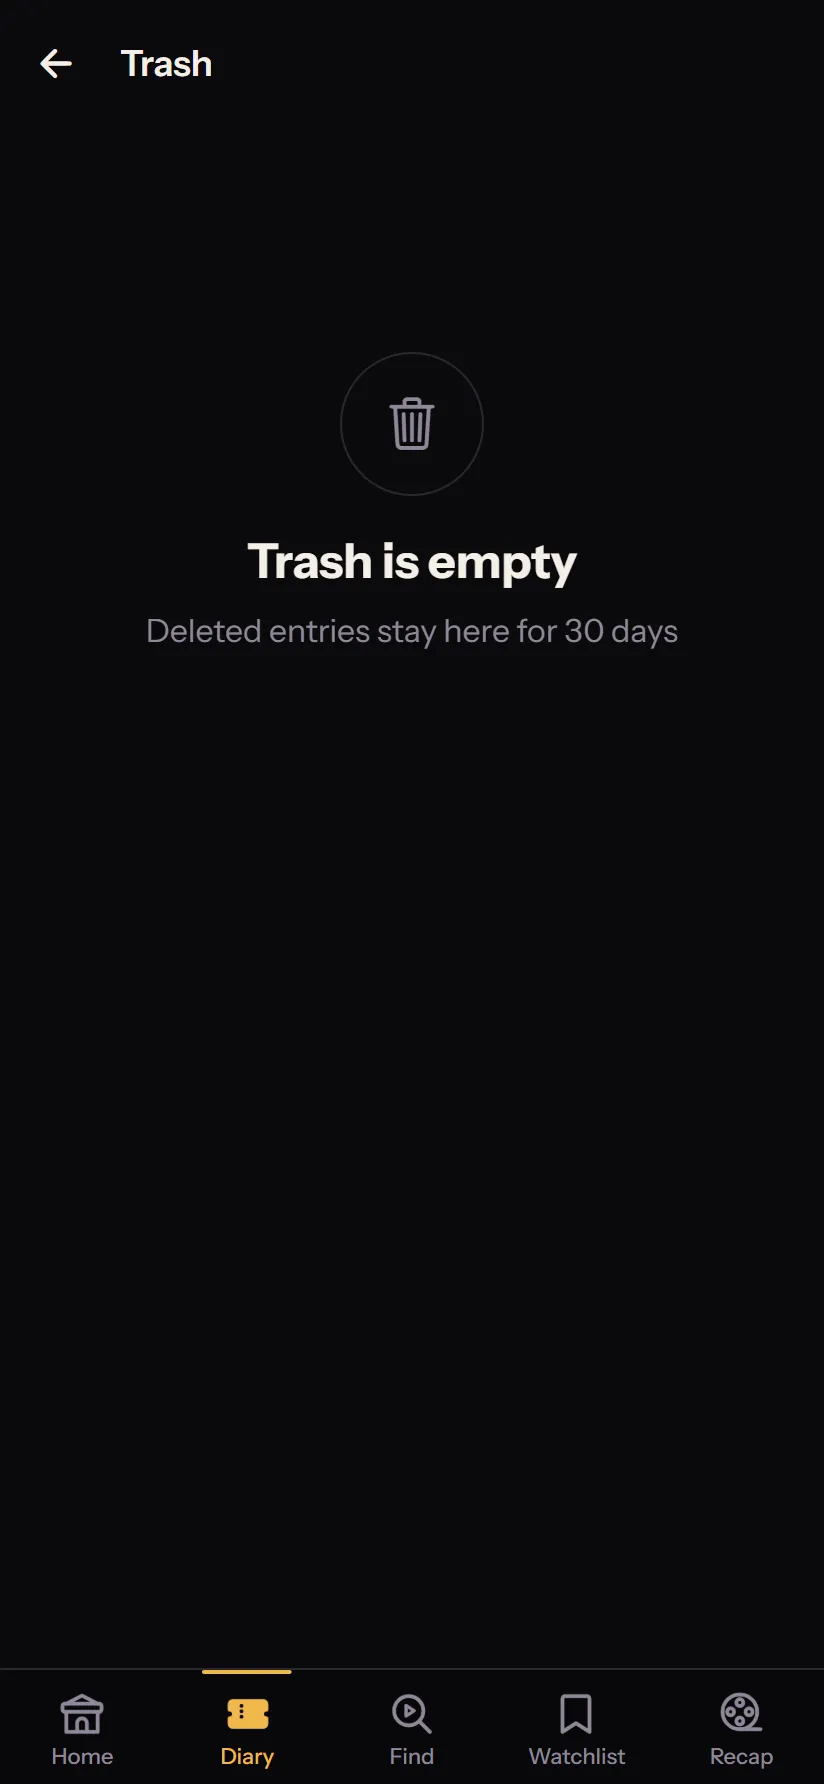 Trash
Trash is empty
Deleted entries stay here for 30 days
Home
Diary
Find
Watchlist
Recap